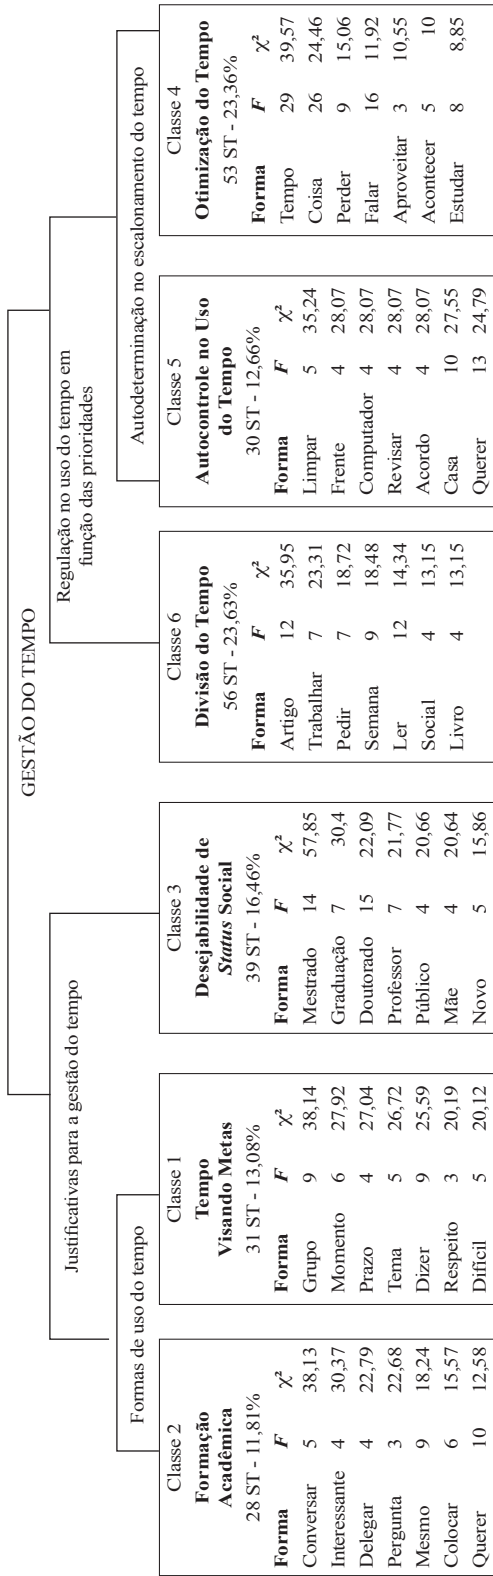 GESTÃO DO TEMPO
Justificativas para a gestão do tempo
Regulação no uso do tempo em
função das prioridades
Formas de uso do tempo
Autodeterminação no escalonamento do tempo
Classe 2
Formação
Acadêmica
28 ST - 11,81%
Forma F χ²
Conversar 5 38,13
Interessante 4 30,37
Delegar 4 22,79
Pergunta 3 22,68
Mesmo 9 18,24
Colocar 6 15,57
Querer 10 12,58
Classe 1
Tempo
Visando Metas
31 ST - 13,08%
Forma F χ²
Grupo 9 38,14
Momento 6 27,92
Prazo 4 27,04
Tema 5 26,72
Dizer 9 25,59
Respeito 3 20,19
Difícil 5 20,12
Classe 3
Desejabilidade de
Status Social
39 ST - 16,46%
Forma F χ²
Mestrado 14 57,85
Graduação 7 30,4
Doutorado 15 22,09
Professor 7 21,77
Público 4 20,66
Mãe 4 20,64
Novo 5 15,86
Classe 6
Divisão do Tempo
56 ST - 23,63%
Forma F χ²
Artigo 12 35,95
Trabalhar 7 23,31
Pedir 7 18,72
Semana 9 18,48
Ler 12 14,34
Social 4 13,15
Livro 4 13,15
Classe 5
Autocontrole no Uso
do Tempo
30 ST - 12,66%
Forma F χ²
Limpar 5 35,24
Frente 4 28,07
Computador 4 28,07
Revisar 4 28,07
Acordo 4 28,07
Casa 10 27,55
Querer 13 24,79
Classe 4
Otimização do Tempo
53 ST - 23,36%
Forma F χ²
Tempo 29 39,57
Coisa 26 24,46
Perder 9 15,06
Falar 16 11,92
Aproveitar 3 10,55
Acontecer 5 10
Estudar 8 8,85